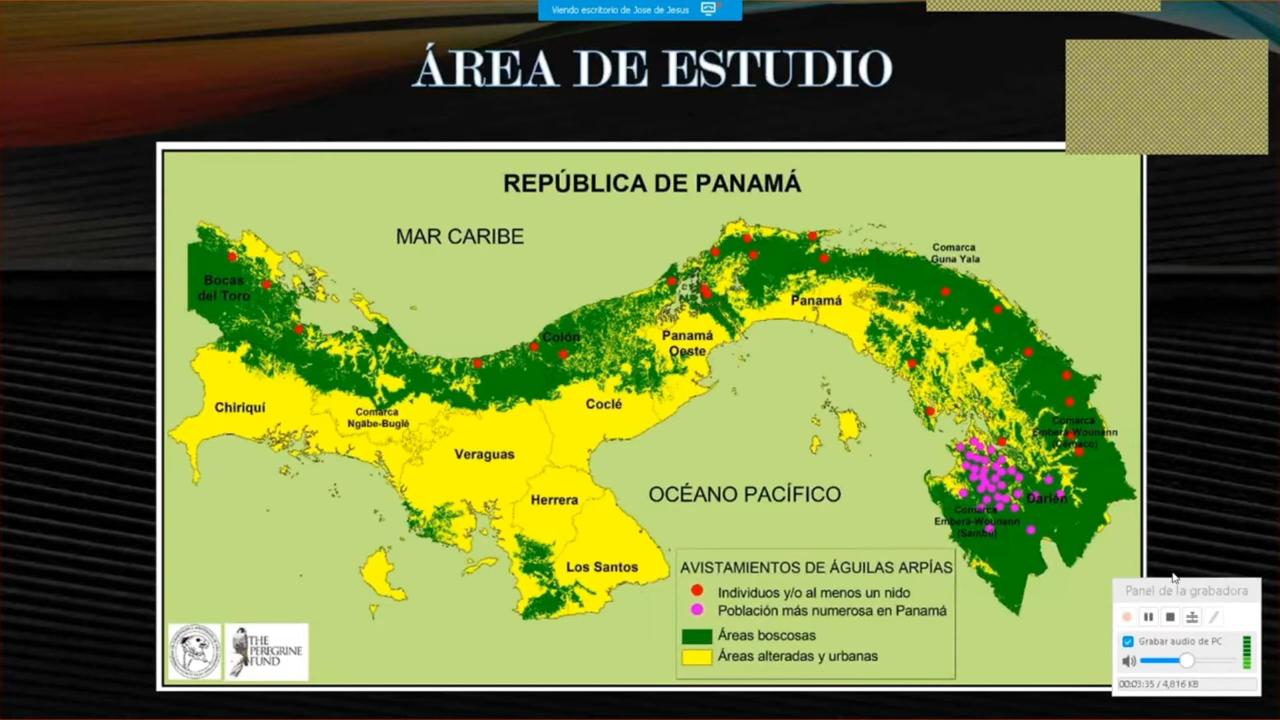 Viendo escritorio de Jose de Jesus
ÁREA DE ESTUDIO
REPÚBLICA DE PANAMÁ
MAR CARIBE
Comarca
Guna Yala
Bocas
del Toro
Panamá
Colón
Panamá
Oeste
Chiriquí
Comarca
Ngäbe-Buglé
Coclé
Comarca
Emberá-Wounann
Veraguas
Herrera
OCÉANO PACÍFICO
Darién
Comarca
Emberá-Wounann
(Sambú)
Los Santos
AVISTAMIENTOS DE ÁGUILAS ARPÍAS
Individuos y/o al menos un nido
Población más numerosa en Panamá
Áreas boscosas
Áreas alteradas y urbanas
THE
PEREGRINE
FUND
Panel de la grabadora
Grabar audio de PC
00:03:35 / 4,816 KB